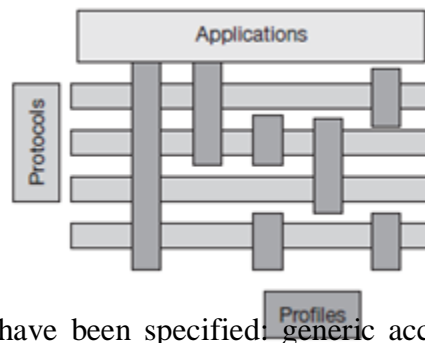 Applications
Protocols
Profiles
have been specified: generic acc